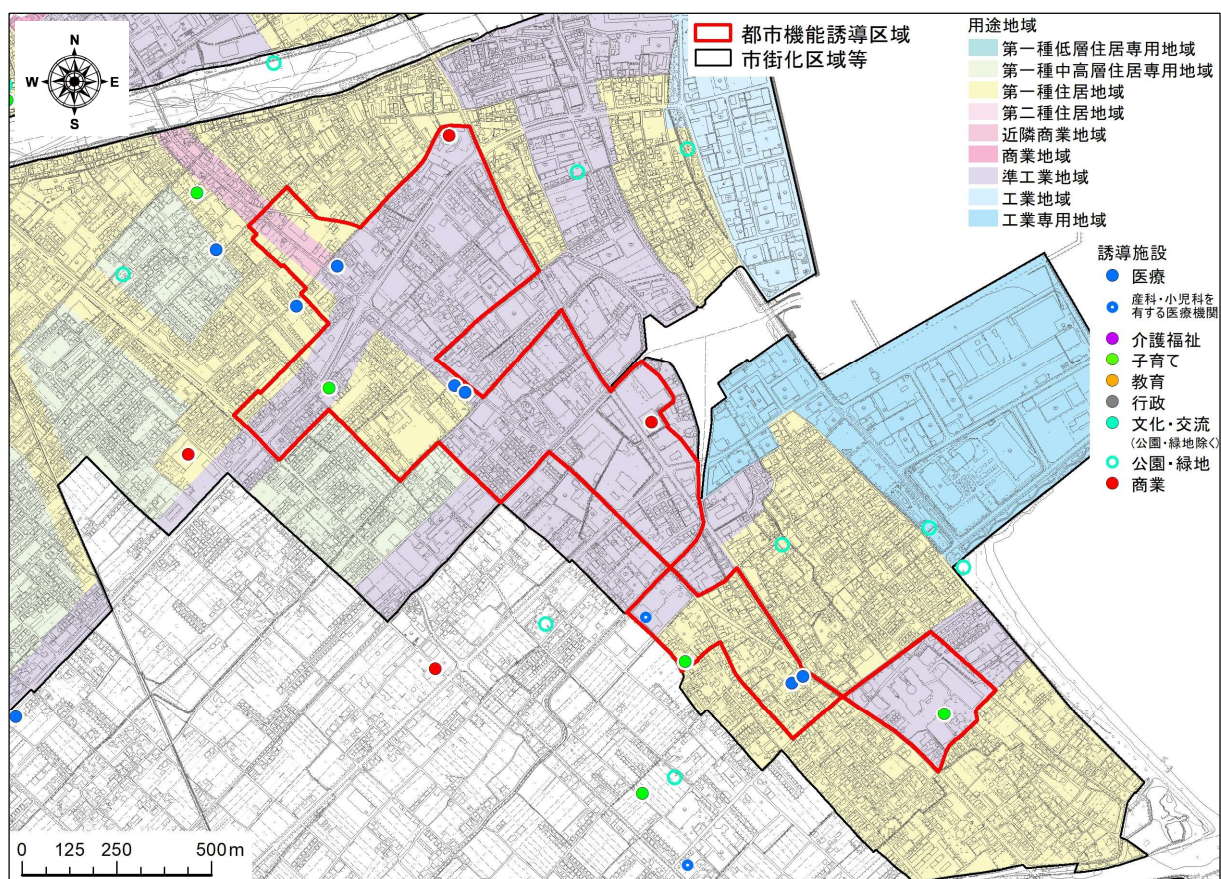 N
W E
S
都市機能誘導区域
市街化区域等
用途地域
第一種低層住居専用地域
第一種中高層住居専用地域
第一種住居地域
第二種住居地域
近隣商業地域
商業地域
準工業地域
工業地域
工業専用地域
誘導施設
医療
産科・小児科を
有する医療機関
介護福祉
子育て
教育
行政
文化・交流
(公園・緑地除く)
公園・緑地
商業
0 125 250 500m